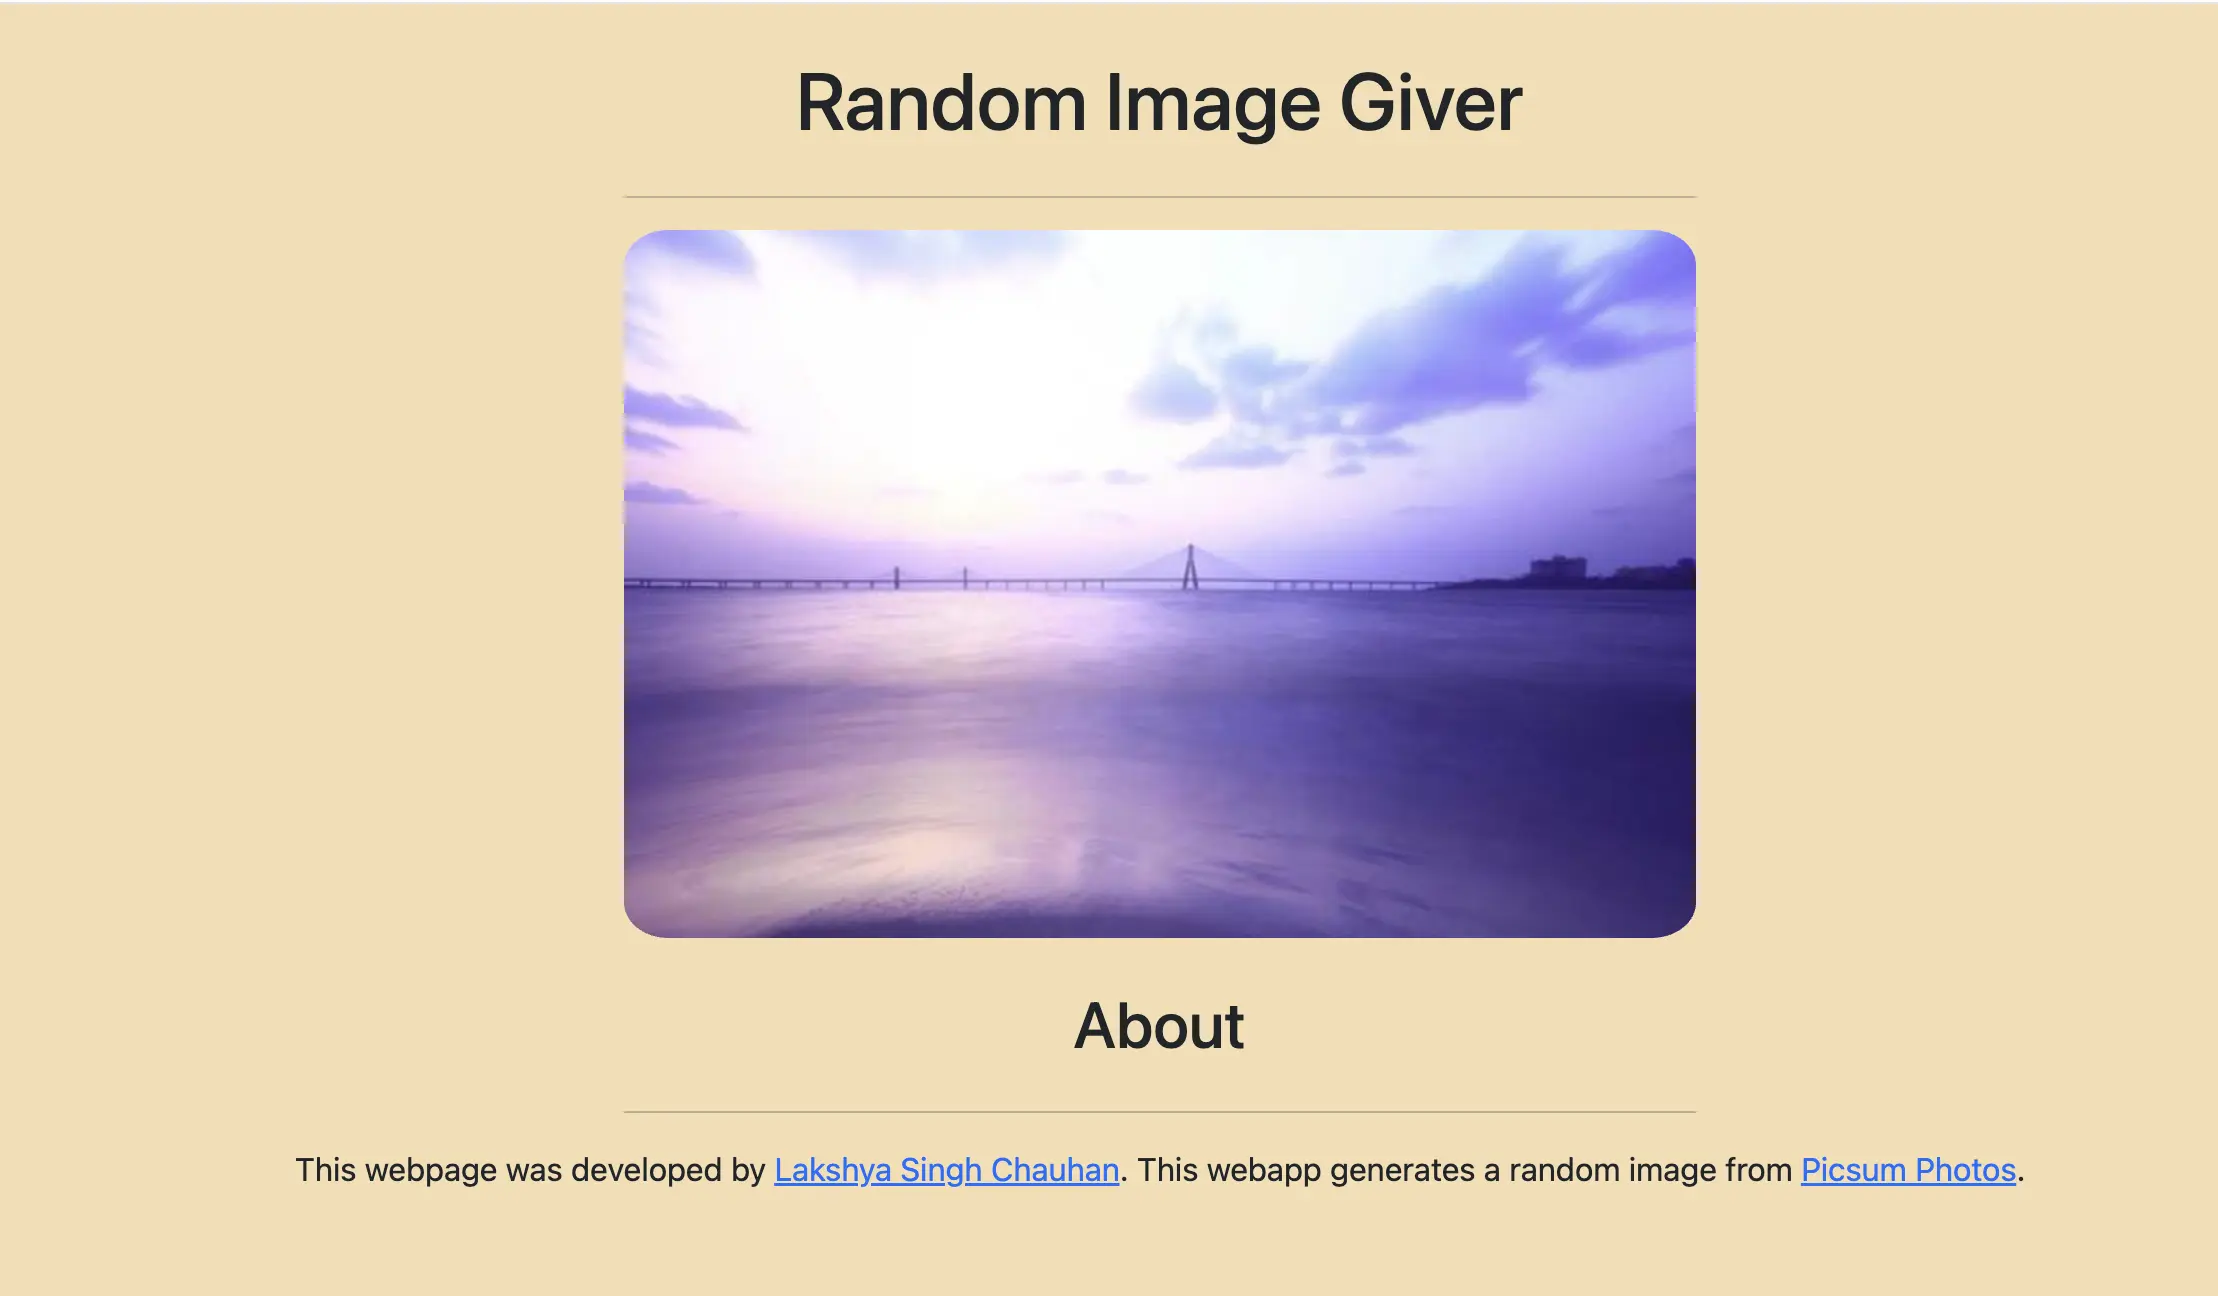 Random Image Giver
About
This webpage was developed by Lakshya Singh Chauhan. This webapp generates a random image from Picsum Photos.